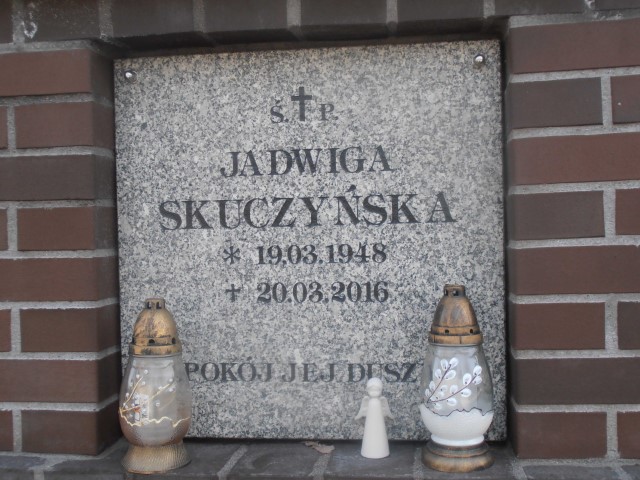 Ś. P.
JADWIGA
SKUCZYŃSKA
* 19.03.1948
+ 20.03.2016
POKÓJ JEJ DUSZ